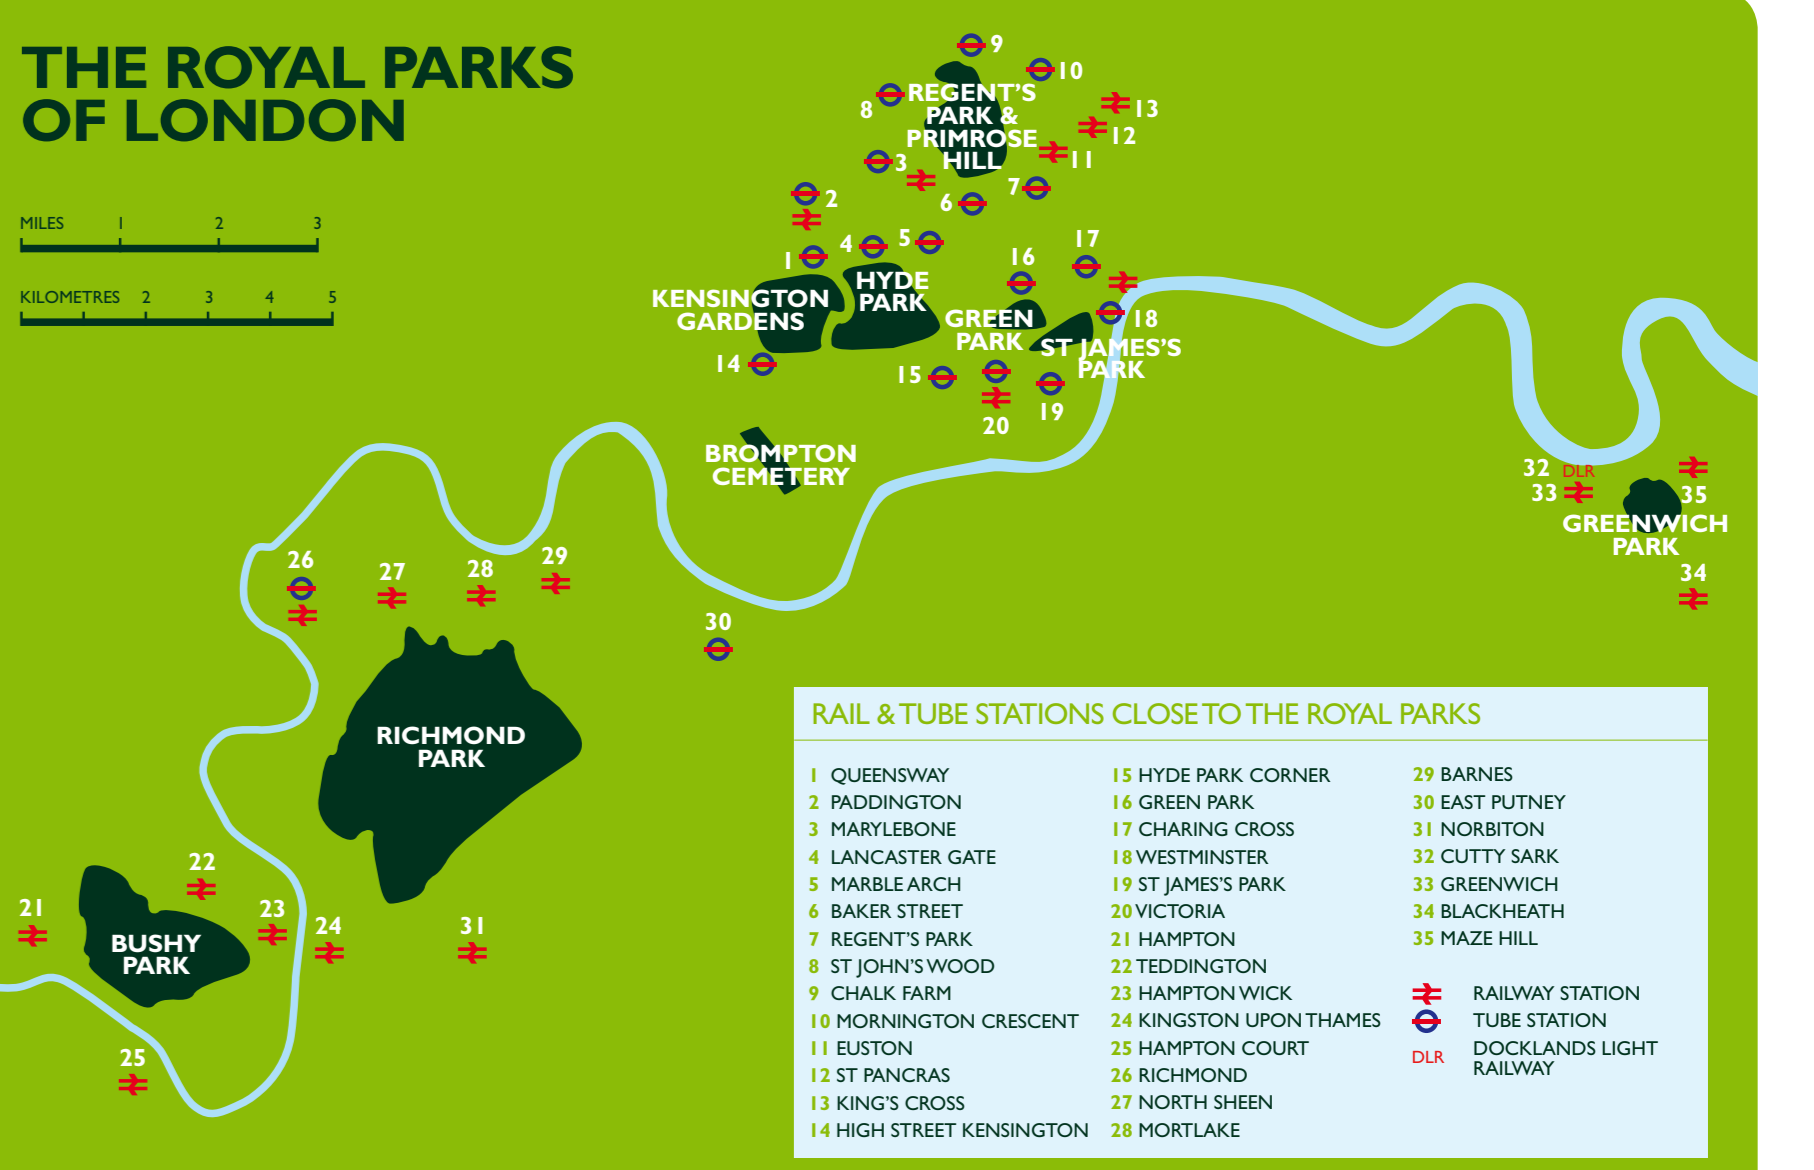 THE ROYAL PARKS
OF LONDON
MILES 1 2 3
KILOMETRES 2 3 4 5
9
10
8
REGENT'S
PARK &
PRIMROSE
HILL
13
12
11
3
7
6
2
4
5
1
17
16
KENSINGTON
GARDENS
HYDE
PARK
GREEN
PARK
18
ST JAMES'S
PARK
14
15
19
20
BROMPTON
CEMETERY
32 DLR
33
35
GREENWICH
PARK
34
26
27
28
29
30
RICHMOND
PARK
22
21
23
24
31
BUSHY
PARK
25
RAIL & TUBE STATIONS CLOSE TO THE ROYAL PARKS
1 QUEENSWAY
2 PADDINGTON
3 MARYLEBONE
4 LANCASTER GATE
5 MARBLE ARCH
6 BAKER STREET
7 REGENT'S PARK
8 ST JOHN'S WOOD
9 CHALK FARM
10 MORNINGTON CRESCENT
11 EUSTON
12 ST PANCRAS
13 KING'S CROSS
14 HIGH STREET KENSINGTON
15 HYDE PARK CORNER
16 GREEN PARK
17 CHARING CROSS
18 WESTMINSTER
19 ST JAMES'S PARK
20 VICTORIA
21 HAMPTON
22 TEDDINGTON
23 HAMPTON WICK
24 KINGSTON UPON THAMES
25 HAMPTON COURT
26 RICHMOND
27 NORTH SHEEN
28 MORTLAKE
29 BARNES
30 EAST PUTNEY
31 NORBITON
32 CUTTY SARK
33 GREENWICH
34 BLACKHEATH
35 MAZE HILL
RAILWAY STATION
TUBE STATION
DLR DOCKLANDS LIGHT
RAILWAY